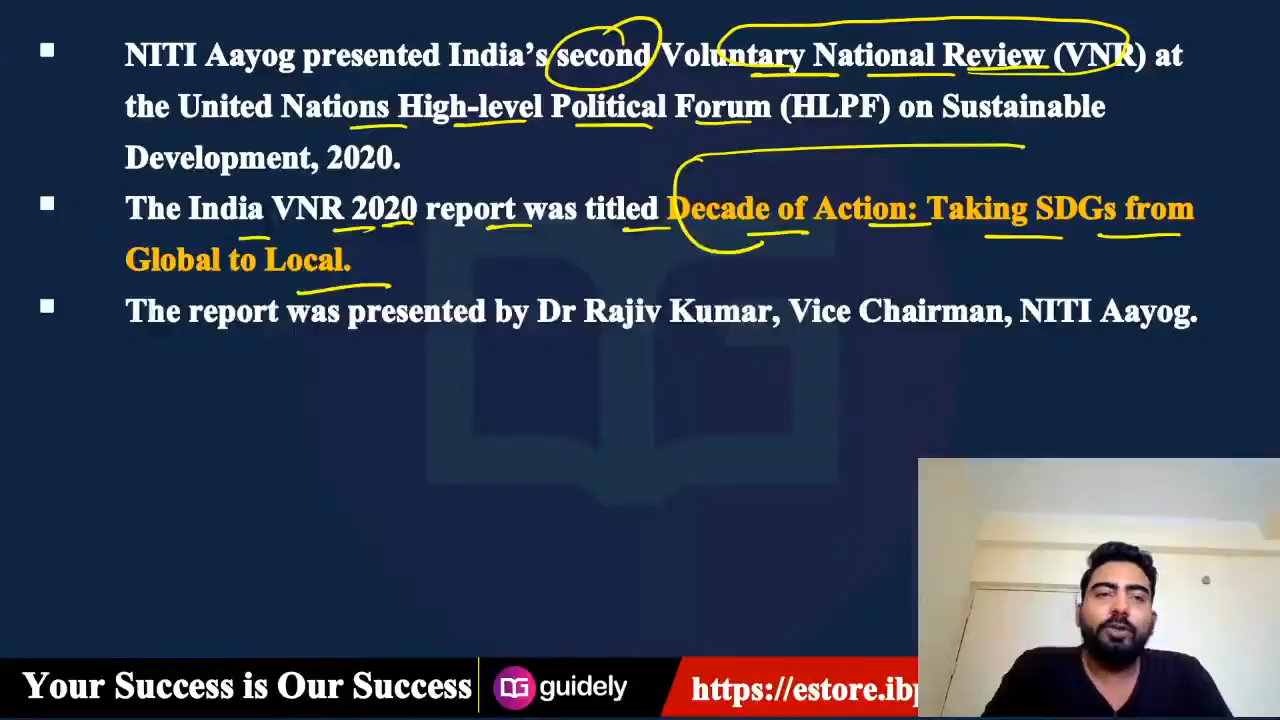 NITI Aayog presented India's second Voluntary National Review (VNR) at
the United Nations High-level Political Forum (HLPF) on Sustainable
Development, 2020.
The India VNR 2020 report was titled Decade of Action: Taking SDGs from
Global to Local.
The report was presented by Dr Rajiv Kumar, Vice Chairman, NITI Aayog.
Your Success is Our Success
guidely
https://estore.ibp